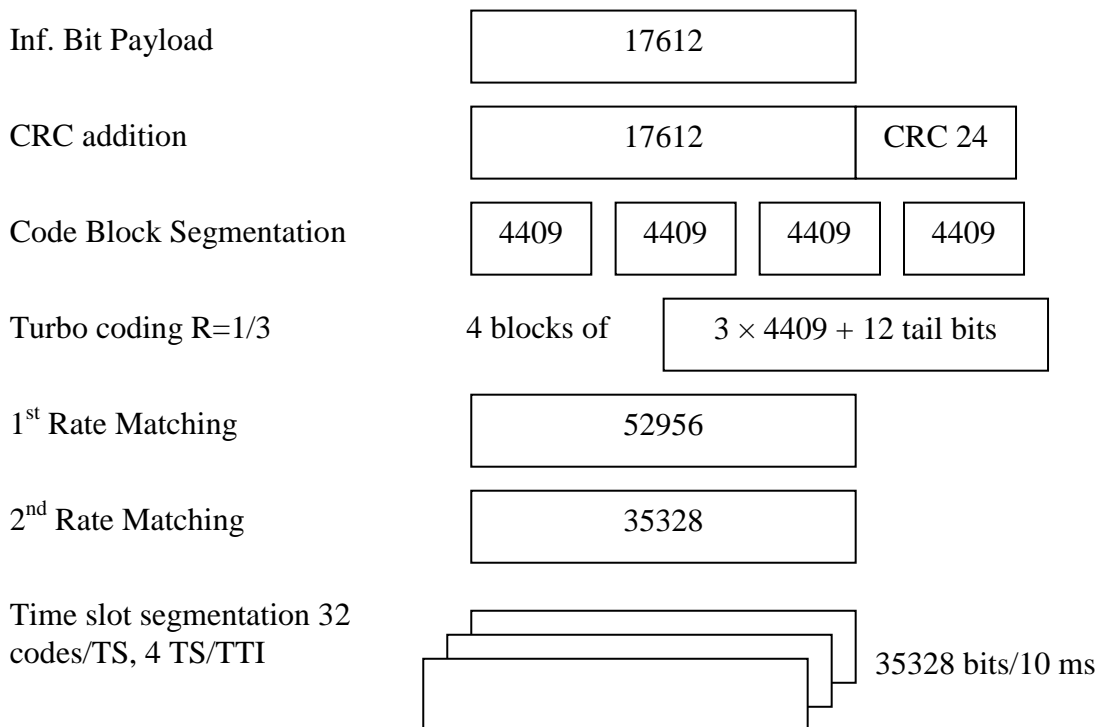 Inf. Bit Payload 17612
CRC addition 17612 CRC 24
Code Block Segmentation 4409 4409 4409 4409
Turbo coding R=1/3 4 blocks of 3 × 4409 + 12 tail bits
1st Rate Matching 52956
2nd Rate Matching 35328
Time slot segmentation 32
codes/TS, 4 TS/TTI
35328 bits/10 ms